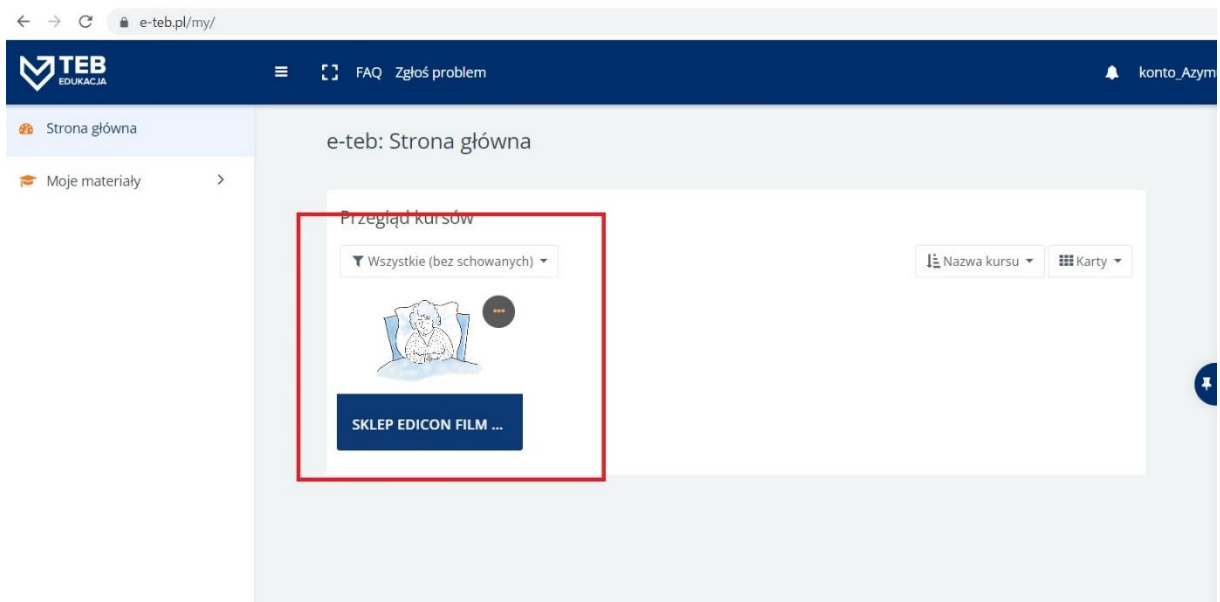 e-teb.pl/my/
TEB
EDUKACJA
FAQ Zgłoś problem
konto_Azym
Strona główna
Moje materiały
e-teb: Strona główna
Przegląd kursów
Wszystkie (bez schowanych)
Nazwa kursu
Karty
SKLEP EDICON FILM ...